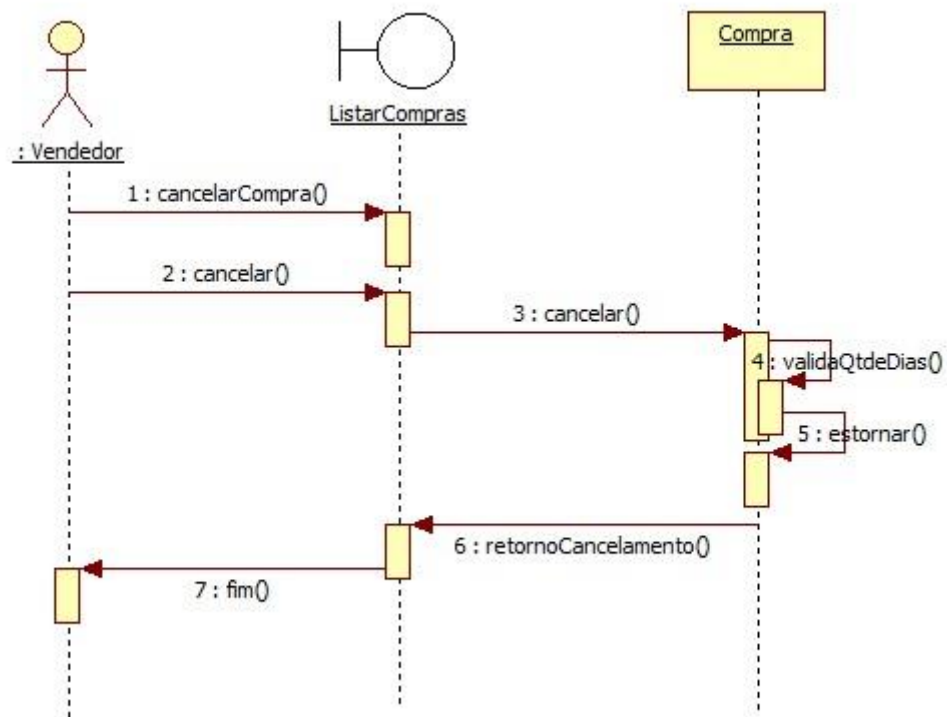 Compra
ListarCompras
: Vendedor
1 : cancelarCompra()
2 : cancelar()
3 : cancelar()
4 : validaQtdeDias()
5 : estornar()
6 : retornoCancelamento()
7 : fim()